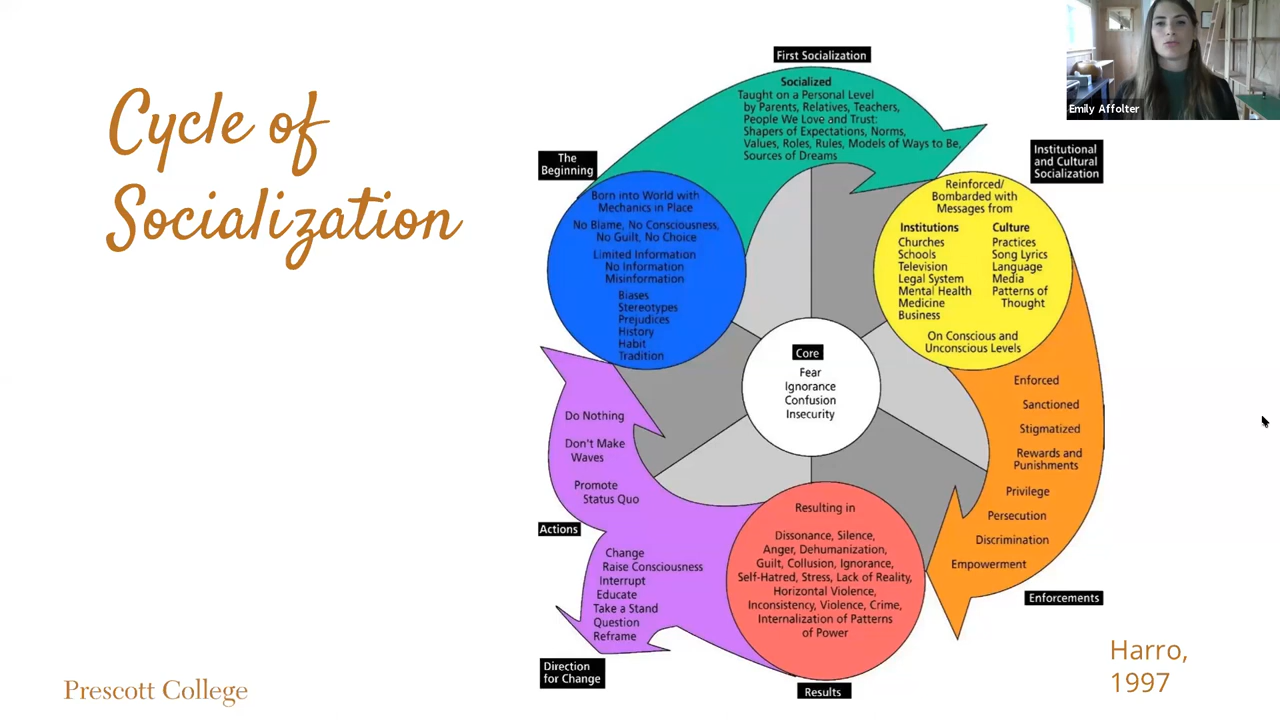 Cycle of
Socialization
First Socialization
Socialized
Taught on a Personal Level
by Parents, Relatives, Teachers,
People We Love and Trust:
Shapers of Expectations, Norms,
Values, Roles, Rules, Models of Ways to Be,
Sources of Dreams
Emily Affolter
The
Beginning
Born into World with
Mechanics in Place
No Blame, No Consciousness,
No Guilt, No Choice
Limited Information
No Information
Misinformation
Biases
Stereotypes
Prejudices
History
Habit
Tradition
Institutional
and Cultural
Socialization
Reinforced/
Bombarded with
Messages from
Institutions
Churches
Schools
Television
Legal System
Mental Health
Medicine
Business
Culture
Practices
Song Lyrics
Language
Media
Patterns of
Thought
On Conscious and
Unconscious Levels
Core
Fear
Ignorance
Confusion
Insecurity
Enforced
Sanctioned
Stigmatized
Rewards and
Punishments
Privilege
Persecution
Discrimination
Empowerment
Enforcements
Resulting in
Dissonance, Silence,
Anger, Dehumanization,
Guilt, Collusion, Ignorance,
Self-Hatred, Stress, Lack of Reality,
Horizontal Violence,
Inconsistency, Violence, Crime,
Internalization of Patterns
of Power
Results
Do Nothing
Don't Make
Waves
Promote
Status Quo
Actions
Change
Raise Consciousness
Interrupt
Educate
Take a Stand
Question
Reframe
Direction
for Change
Harro,
1997
Prescott College